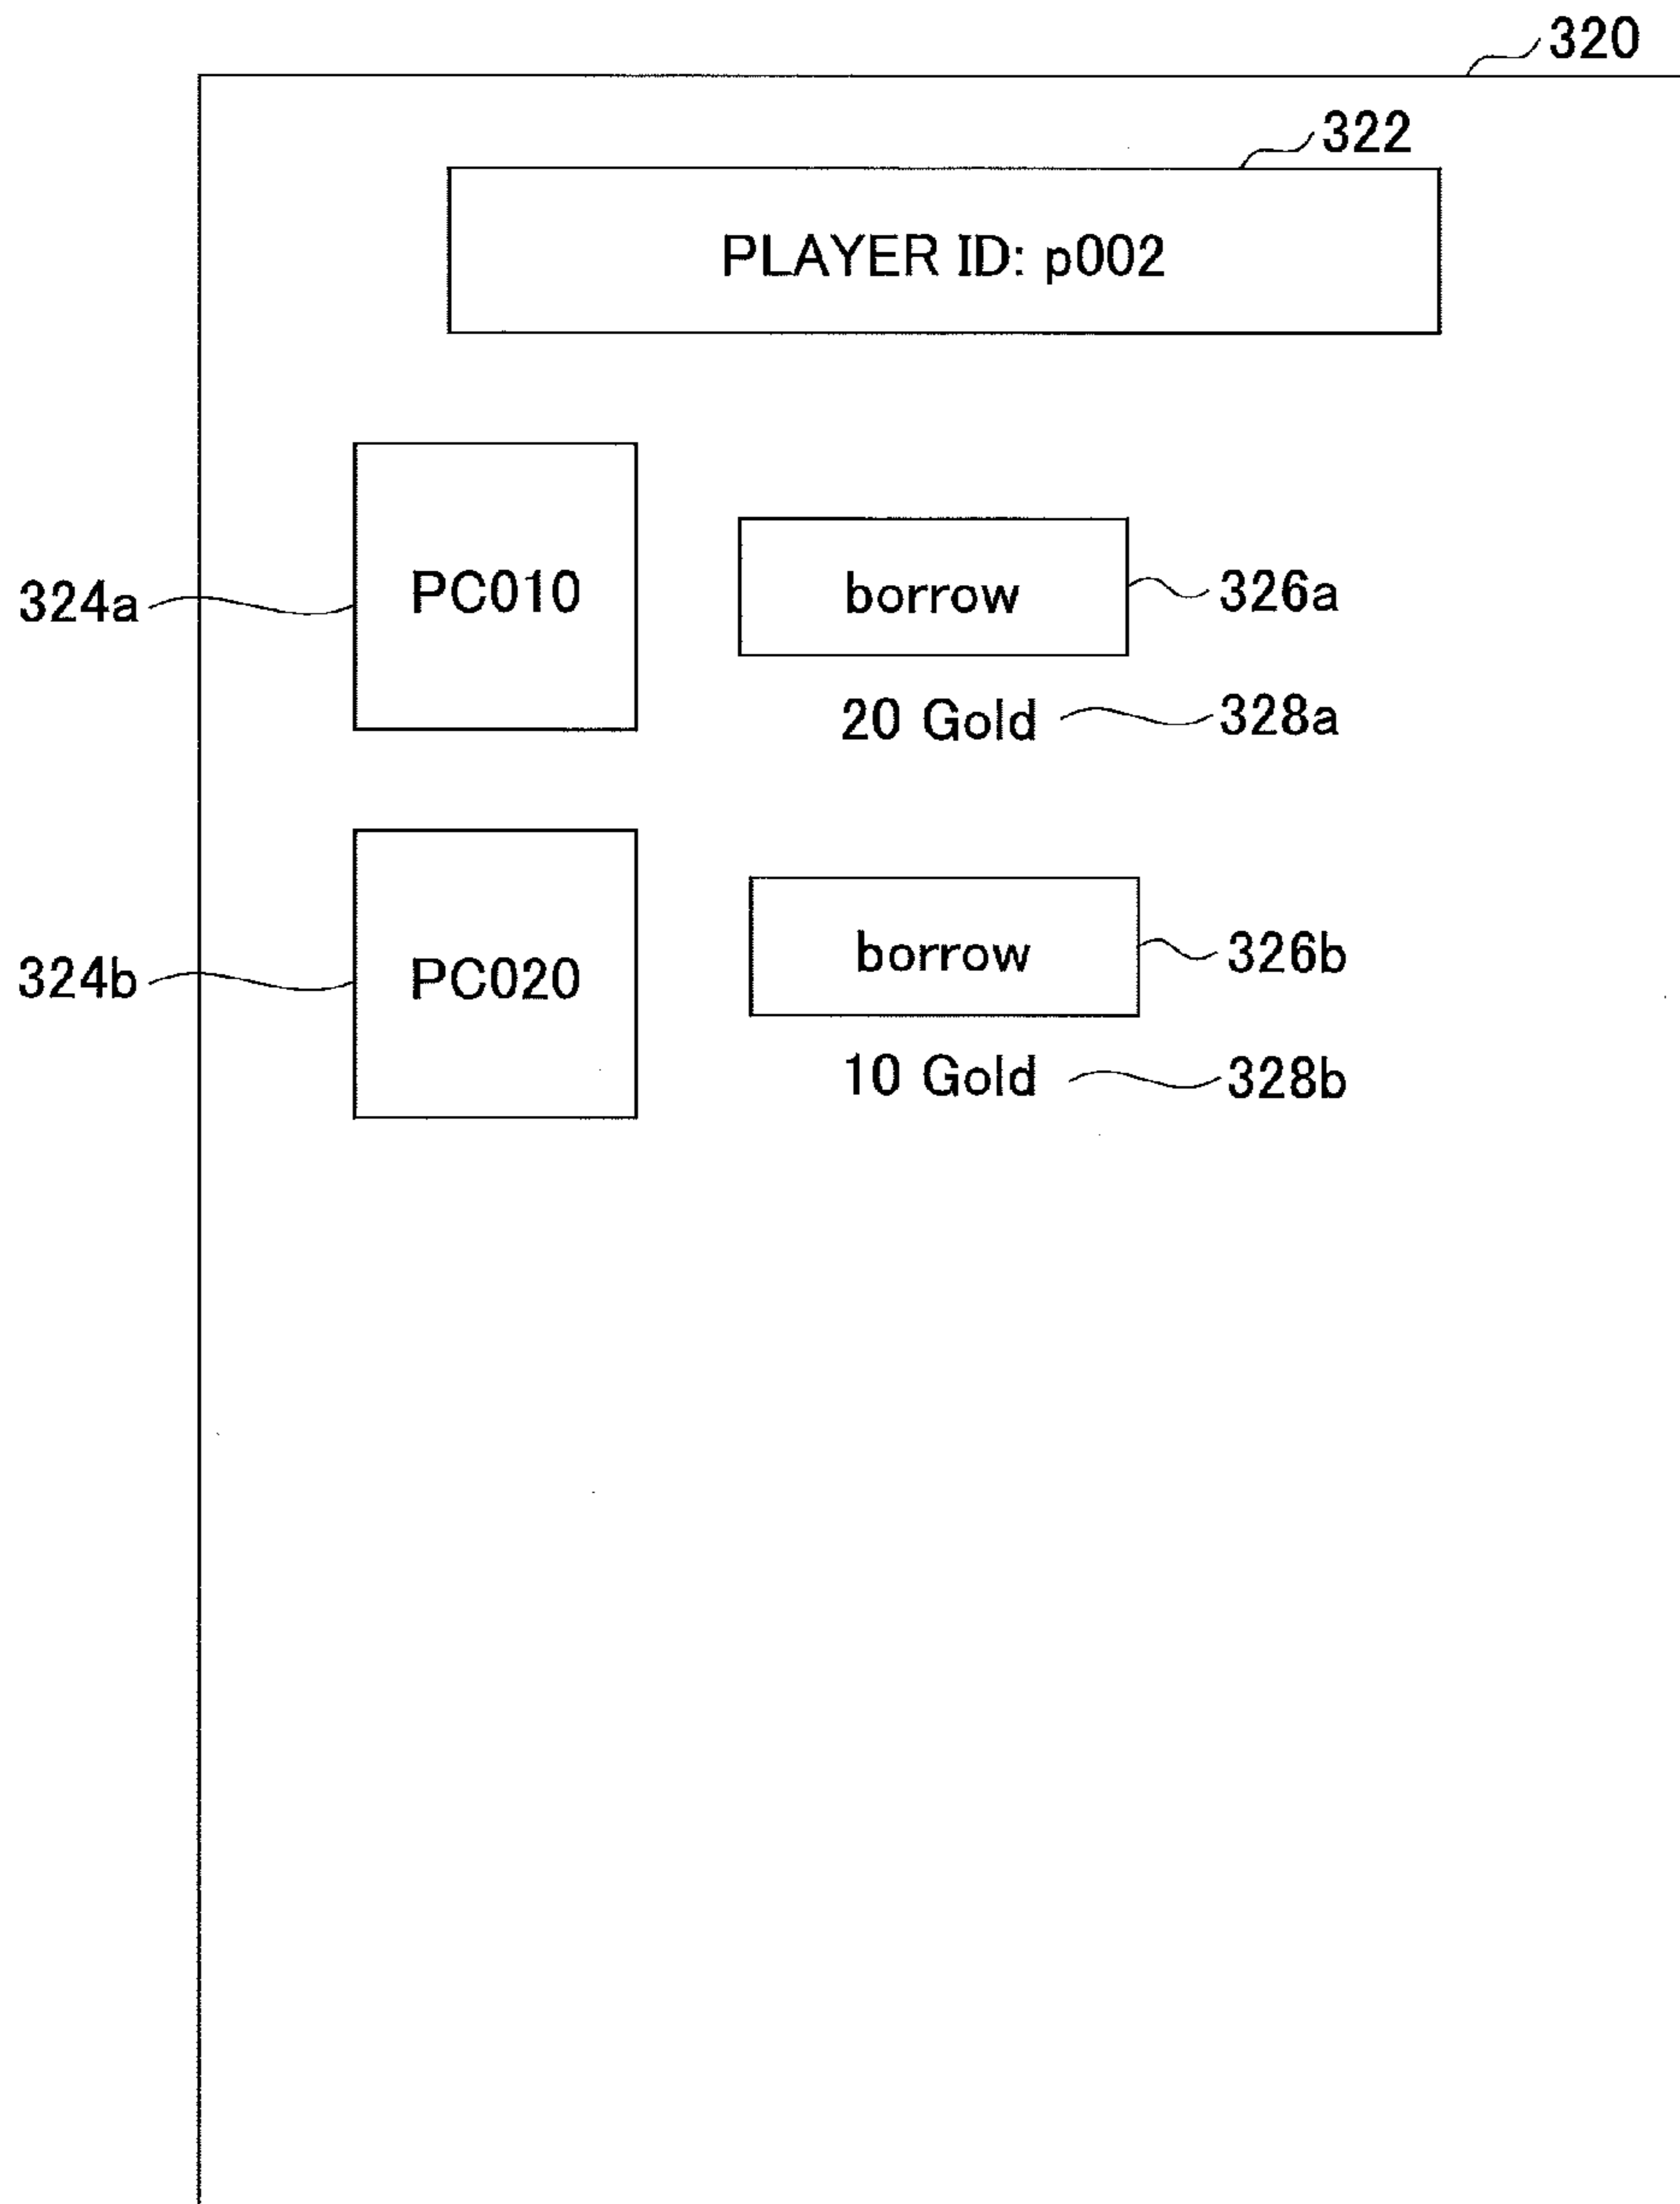 320
322
PLAYER ID: p002
324a PC010 borrow 326a
20 Gold 328a
324b PC020 borrow 326b
10 Gold 328b